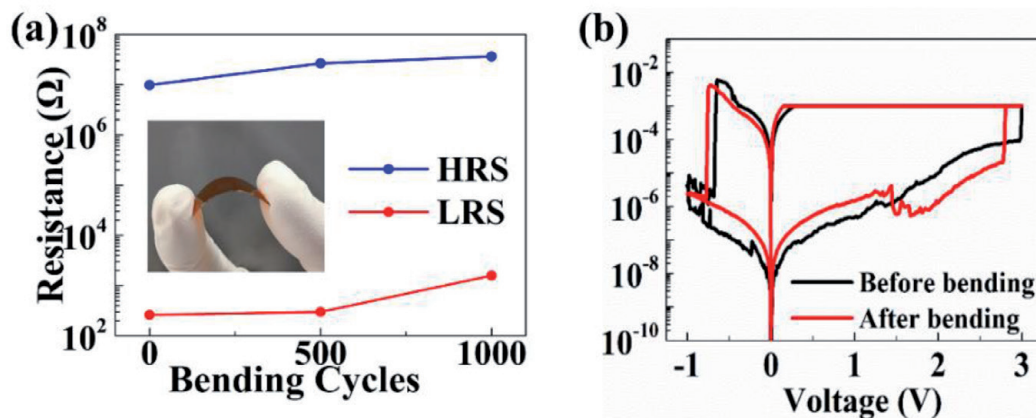 (a)
Resistance (Ω)
10^8
10^6
10^4
10^2
HRS
LRS
0 500 1000
Bending Cycles
(b)
10^-2
10^-4
10^-6
10^-8
10^-10
Before bending
After bending
-1 0 1 2 3
Voltage (V)